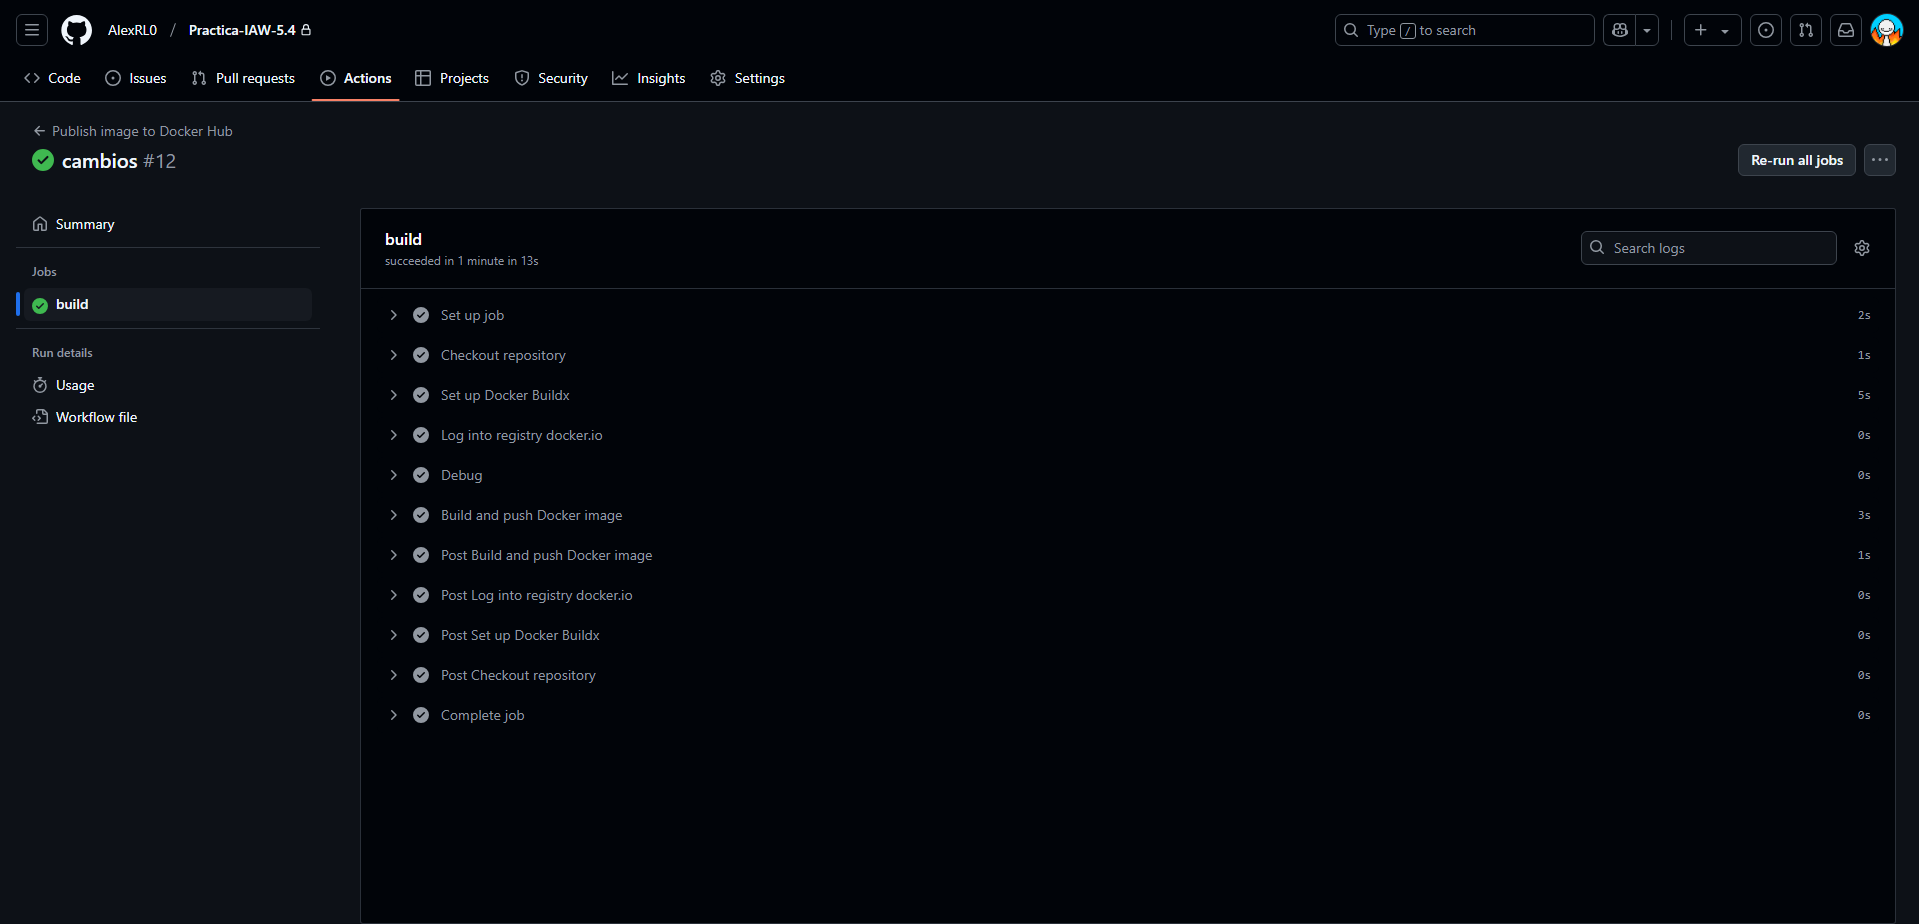 AlexRL0 / Practica-IAW-5.4
Type / to search
Code Issues Pull requests Actions Projects Security Insights Settings
Publish image to Docker Hub
cambios #12
Re-run all jobs
Summary
Jobs
build
Run details
Usage
Workflow file
build
succeeded in 1 minute in 13s
Search logs
Set up job 2s
Checkout repository 1s
Set up Docker Buildx 5s
Log into registry docker.io 0s
Debug 0s
Build and push Docker image 3s
Post Build and push Docker image 1s
Post Log into registry docker.io 0s
Post Set up Docker Buildx 0s
Post Checkout repository 0s
Complete job 0s